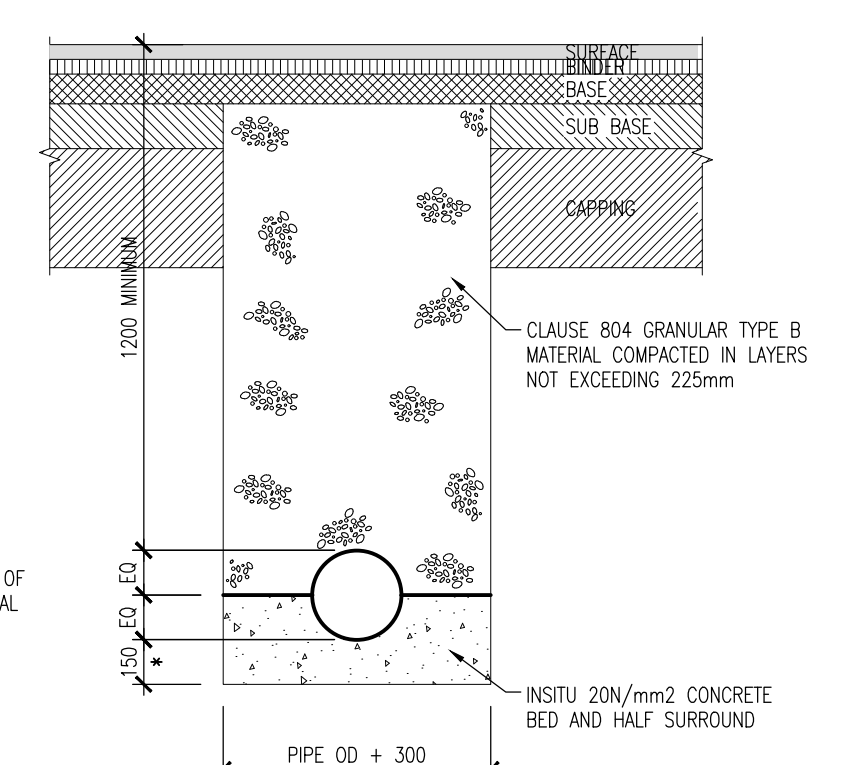 SURFACE
BINDER
BASE
SUB BASE
CAPPING
1200 MINIMUM
CLAUSE 804 GRANULAR TYPE B
MATERIAL COMPACTED IN LAYERS
NOT EXCEEDING 225mm
OF
AL
EQ
EQ
150 *
INSITU 20N/mm2 CONCRETE
BED AND HALF SURROUND
PIPE OD + 300